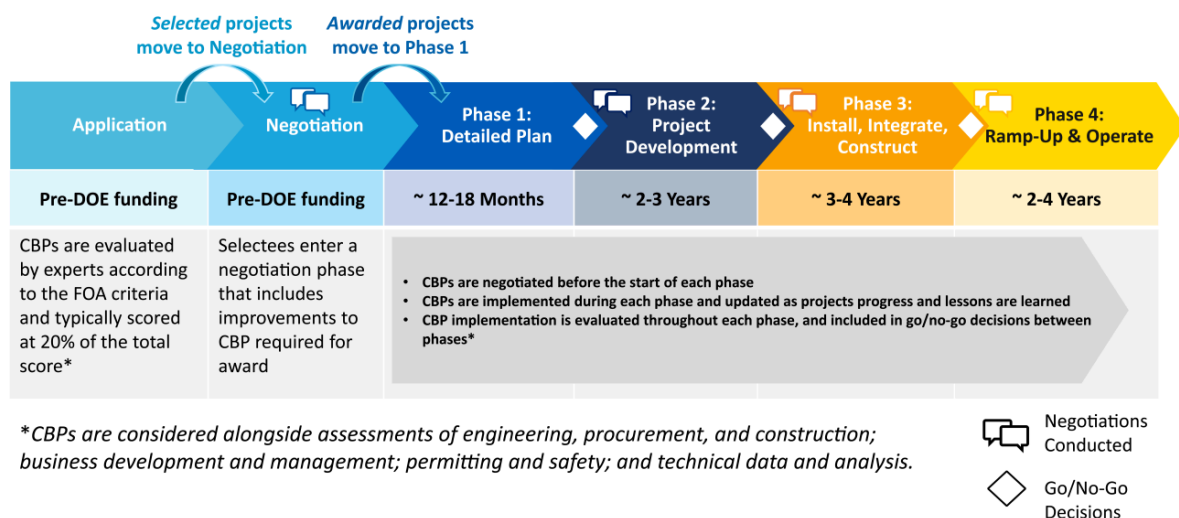 Selected projects
move to Negotiation
Awarded projects
move to Phase 1
Application
Negotiation
Phase 1:
Detailed Plan
Phase 2:
Project
Development
Phase 3:
Install, Integrate,
Construct
Phase 4:
Ramp-Up & Operate
Pre-DOE funding
Pre-DOE funding
~ 12-18 Months
~ 2-3 Years
~ 3-4 Years
~ 2-4 Years
CBPs are evaluated
by experts according
to the FOA criteria
and typically scored
at 20% of the total
score*
Selectees enter a
negotiation phase
that includes
improvements to
CBP required for
award
• CBPs are negotiated before the start of each phase
• CBPs are implemented during each phase and updated as projects progress and lessons are learned
• CBP implementation is evaluated throughout each phase, and included in go/no-go decisions between
phases*
*CBPs are considered alongside assessments of engineering, procurement, and construction;
business development and management; permitting and safety; and technical data and analysis.
Negotiations
Conducted
Go/No-Go
Decisions